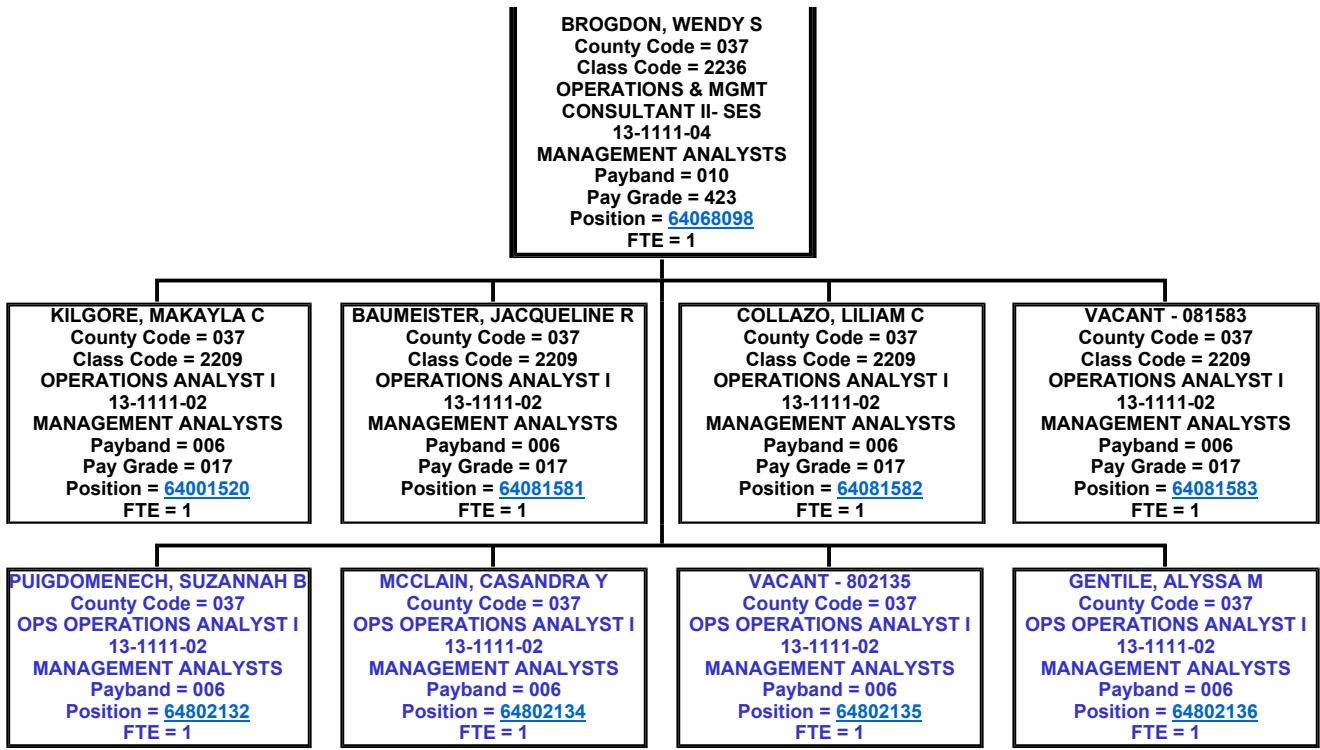 BROGDON, WENDY S
County Code = 037
Class Code = 2236
OPERATIONS & MGMT
CONSULTANT II- SES
13-1111-04
MANAGEMENT ANALYSTS
Payband = 010
Pay Grade = 423
Position = 64068098
FTE = 1
KILGORE, MAKAYLA C
County Code = 037
Class Code = 2209
OPERATIONS ANALYST I
13-1111-02
MANAGEMENT ANALYSTS
Payband = 006
Pay Grade = 017
Position = 64001520
FTE = 1
BAUMEISTER, JACQUELINE R
County Code = 037
Class Code = 2209
OPERATIONS ANALYST I
13-1111-02
MANAGEMENT ANALYSTS
Payband = 006
Pay Grade = 017
Position = 64081581
FTE = 1
COLLAZO, LILIAM C
County Code = 037
Class Code = 2209
OPERATIONS ANALYST I
13-1111-02
MANAGEMENT ANALYSTS
Payband = 006
Pay Grade = 017
Position = 64081582
FTE = 1
VACANT - 081583
County Code = 037
Class Code = 2209
OPERATIONS ANALYST I
13-1111-02
MANAGEMENT ANALYSTS
Payband = 006
Pay Grade = 017
Position = 64081583
FTE = 1
PUIGDOMENECH, SUZANNAH B
County Code = 037
OPS OPERATIONS ANALYST I
13-1111-02
MANAGEMENT ANALYSTS
Payband = 006
Position = 64802132
FTE = 1
MCCLAIN, CASANDRA Y
County Code = 037
OPS OPERATIONS ANALYST I
13-1111-02
MANAGEMENT ANALYSTS
Payband = 006
Position = 64802134
FTE = 1
VACANT - 802135
County Code = 037
OPS OPERATIONS ANALYST I
13-1111-02
MANAGEMENT ANALYSTS
Payband = 006
Position = 64802135
FTE = 1
GENTILE, ALYSSA M
County Code = 037
OPS OPERATIONS ANALYST I
13-1111-02
MANAGEMENT ANALYSTS
Payband = 006
Position = 64802136
FTE = 1